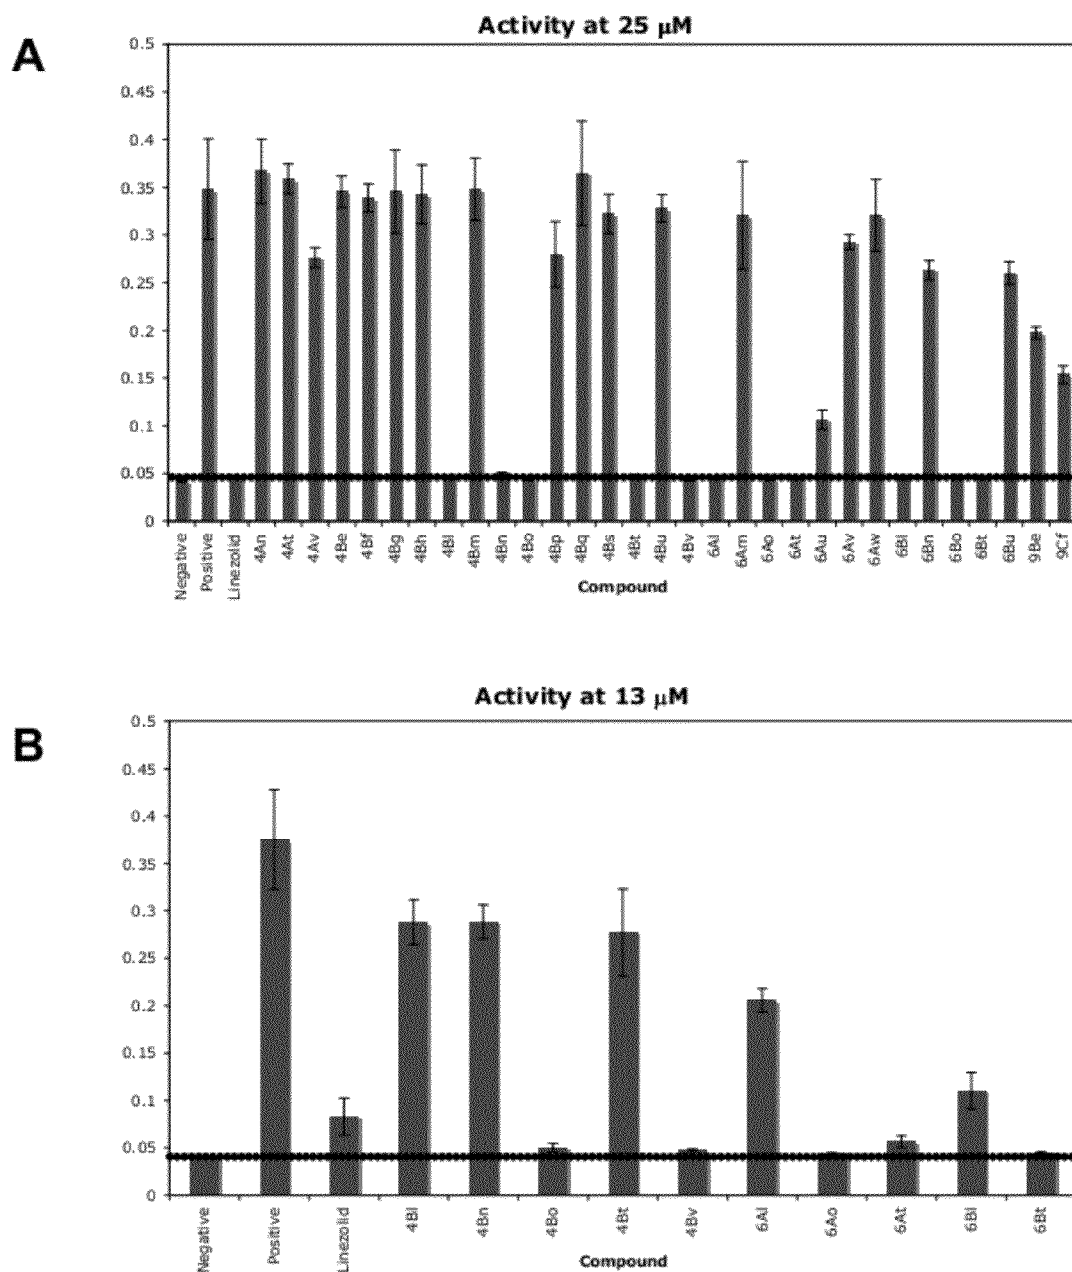 A
Activity at 25 μM
0.5
0.45
0.4
0.35
0.3
0.25
0.2
0.15
0.1
0.05
0
Negative
Positive
Linezolid
4An
4At
4Av
4Be
4Bf
4Bg
4Bh
4Bl
4Bm
4Bn
4Bo
4Bp
4Bq
4Bs
4Bt
4Bu
4Bv
6Al
6Am
6Ao
6At
6Au
6Av
6Aw
6Bl
6Bn
6Bo
6Bt
6Bu
9Be
9Cf
Compound
B
Activity at 13 μM
0.5
0.45
0.4
0.35
0.3
0.25
0.2
0.15
0.1
0.05
0
Negative
Positive
Linezolid
4Bl
4Bn
4Bo
4Bt
4Bv
6Al
6Ao
6At
6Bl
6Bt
Compound